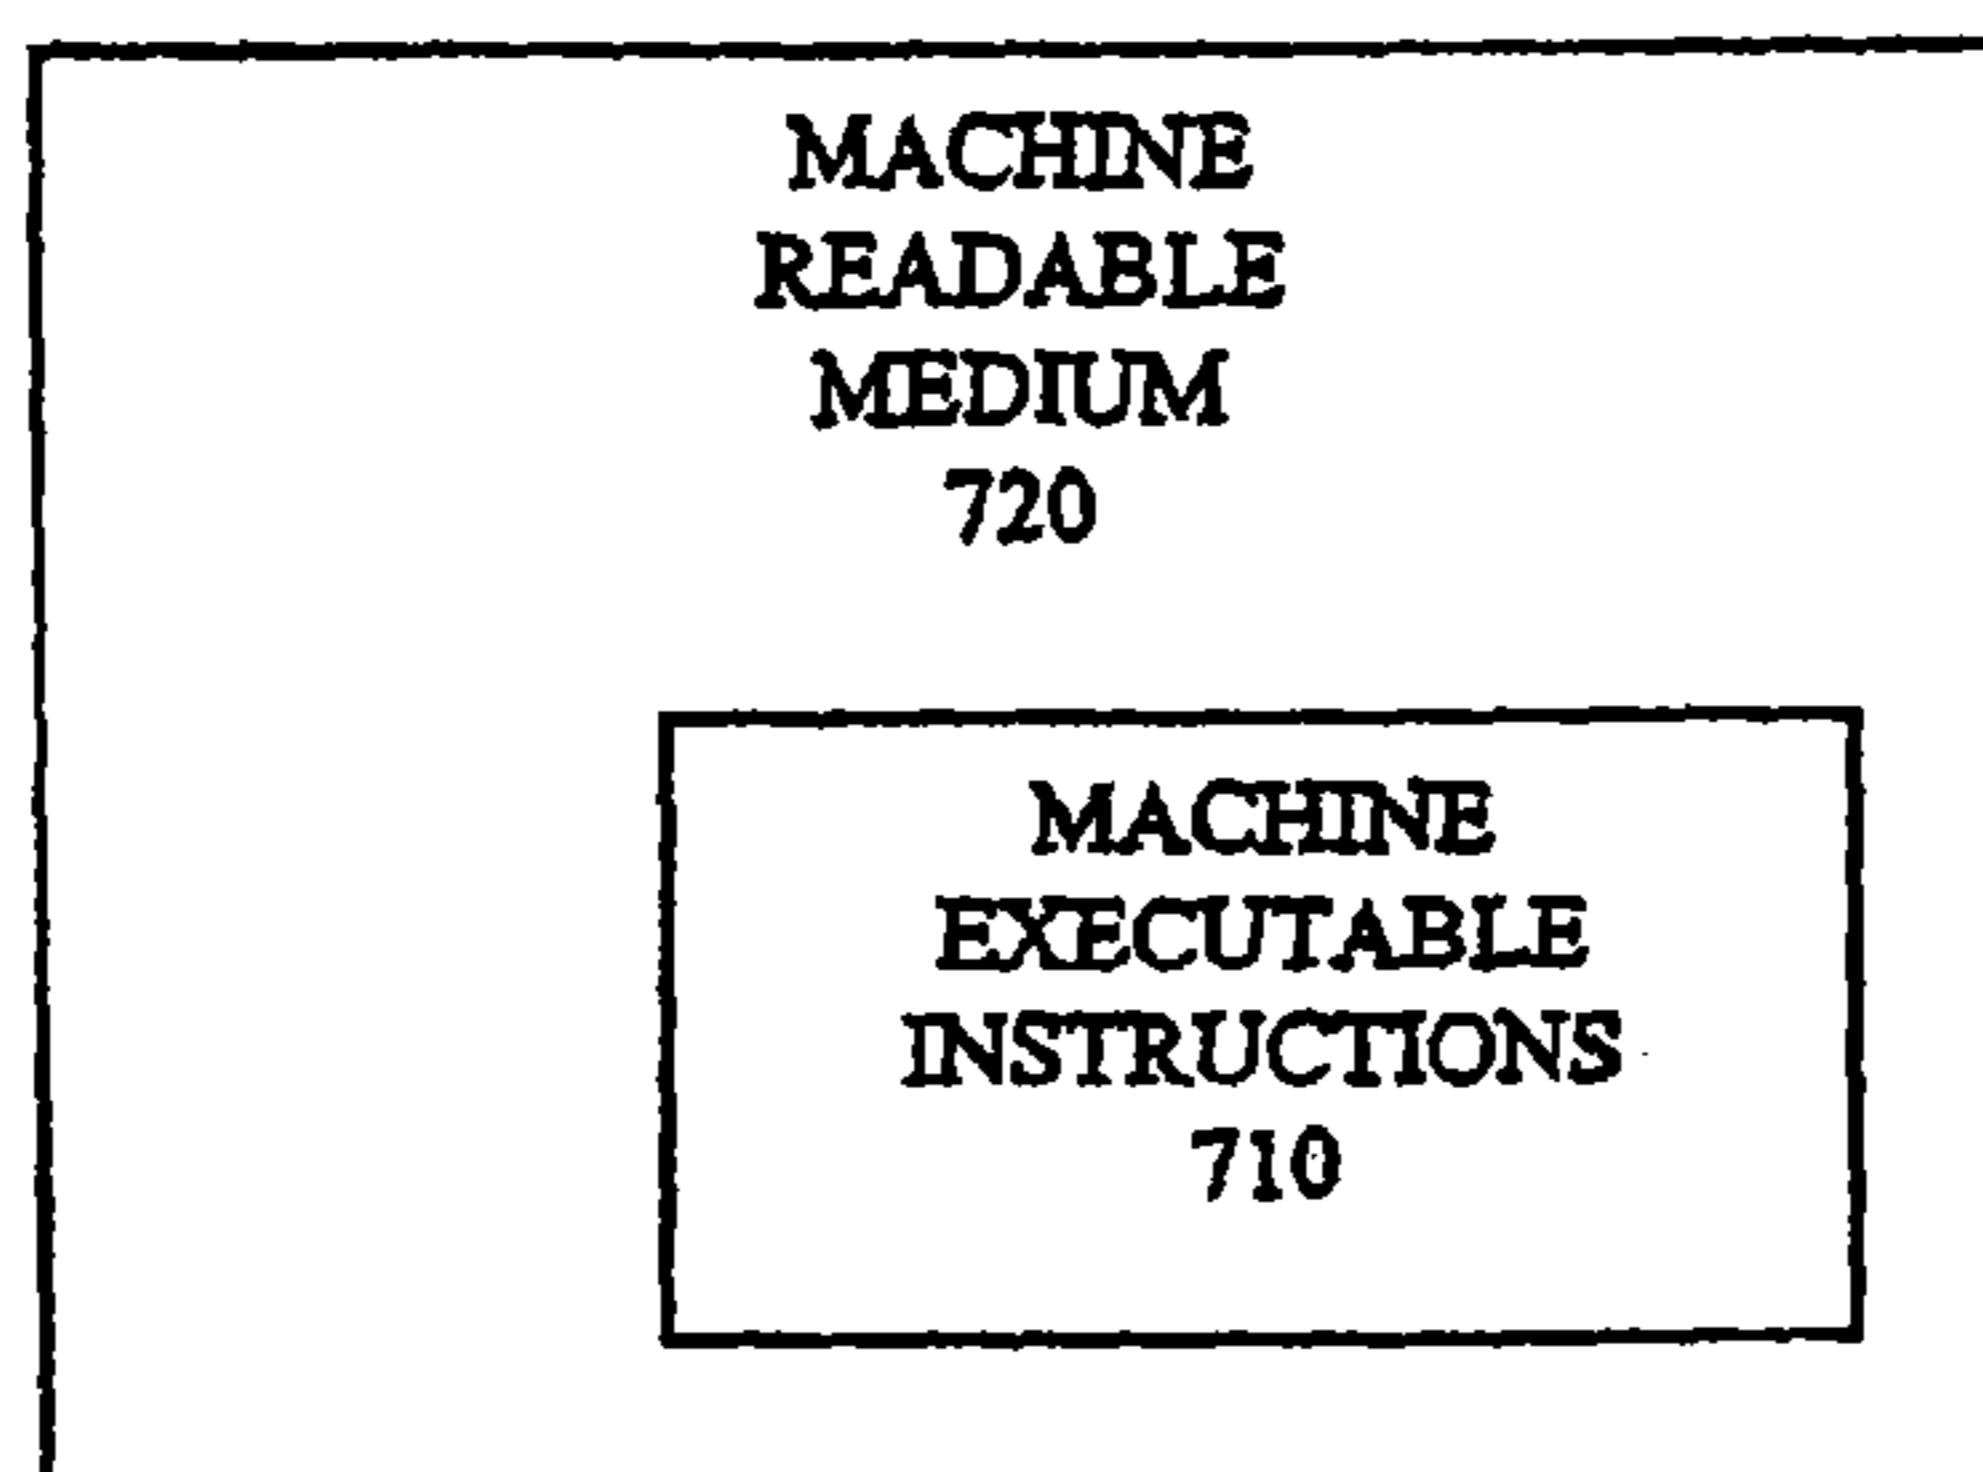 MACHINE
READABLE
MEDIUM
720
MACHINE
EXECUTABLE
INSTRUCTIONS
710